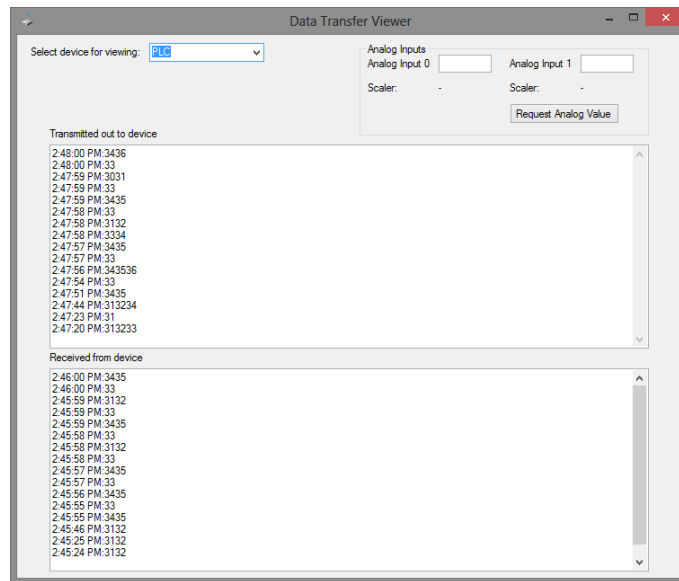 Data Transfer Viewer
Select device for viewing: PLC
Analog Inputs
Analog Input 0 Analog Input 1
Scaler: - Scaler: -
Request Analog Value
Transmitted out to device
2:48:00 PM:3436
2:48:00 PM:33
2:47:59 PM:3031
2:47:59 PM:33
2:47:59 PM:3435
2:47:58 PM:33
2:47:58 PM:3132
2:47:58 PM:3334
2:47:57 PM:3435
2:47:57 PM:33
2:47:56 PM:343536
2:47:54 PM:33
2:47:51 PM:3435
2:47:44 PM:313234
2:47:23 PM:31
2:47:20 PM:313233
Received from device
2:46:00 PM:3435
2:46:00 PM:33
2:45:59 PM:3132
2:45:59 PM:33
2:45:59 PM:3435
2:45:58 PM:33
2:45:58 PM:3132
2:45:58 PM:33
2:45:57 PM:3435
2:45:57 PM:33
2:45:56 PM:3435
2:45:55 PM:33
2:45:55 PM:3435
2:45:46 PM:3132
2:45:25 PM:3132
2:45:24 PM:3132